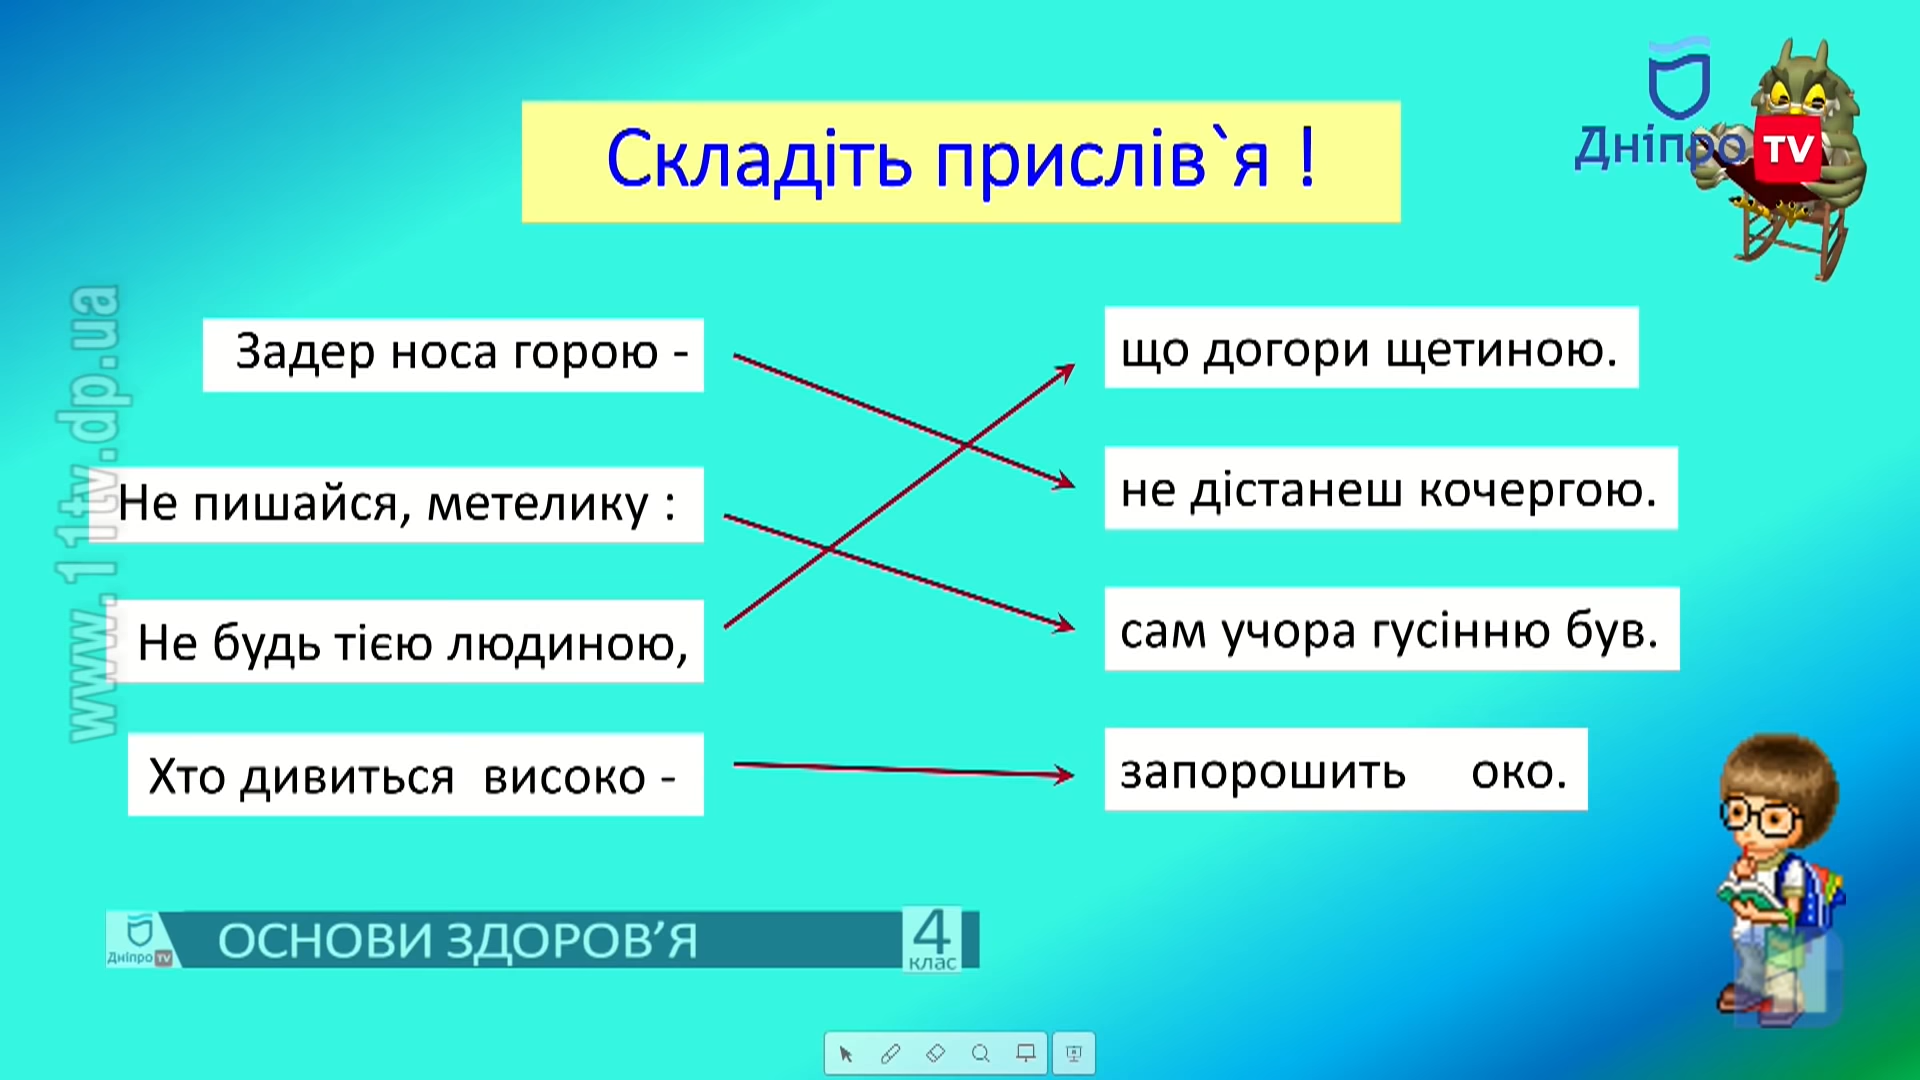 Складіть прислів`я !
Дніпро TV
Задер носа горою -
що догори щетиною.
Не пишайся, метелику :
не дістанеш кочергою.
Не будь тією людиною,
сам учора гусінню був.
Хто дивиться високо -
запорошить око.
www.11tv.dp.ua
Дніпро TV
ОСНОВИ ЗДОРОВ’Я
4
клас